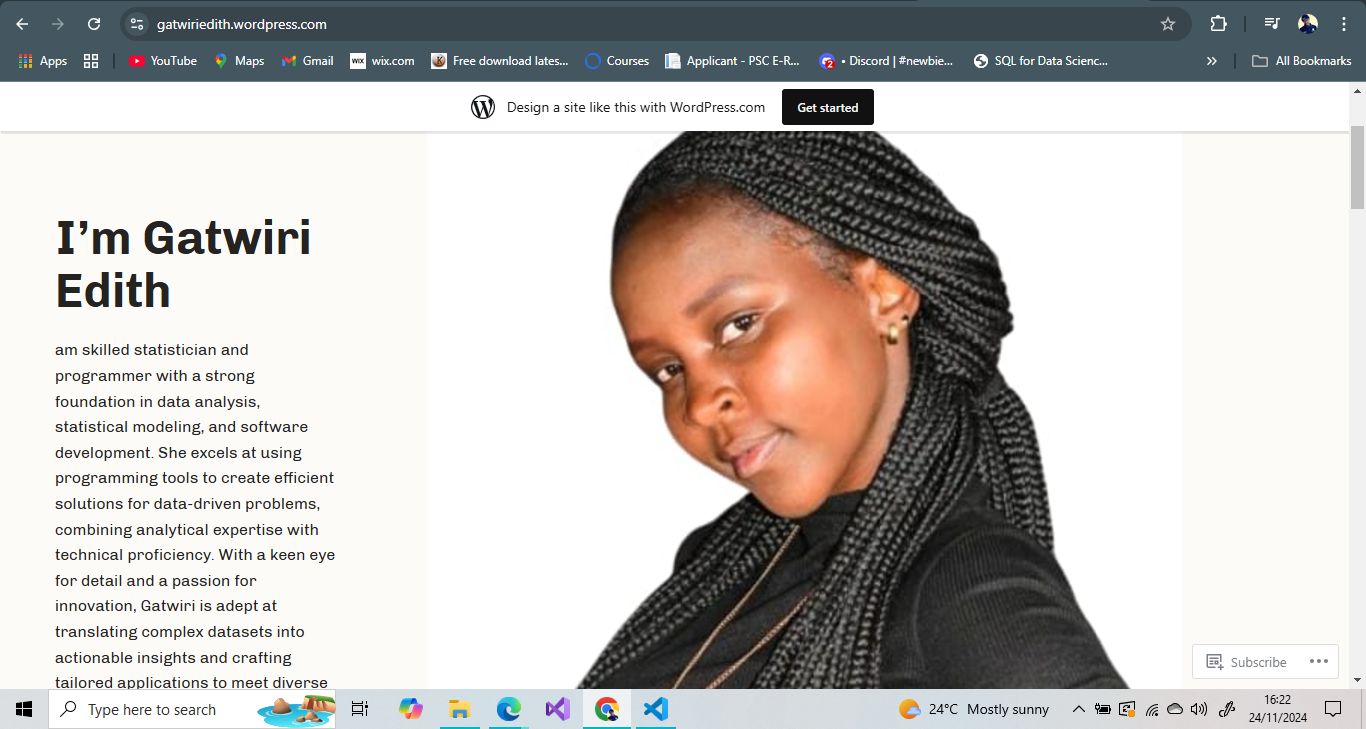 gatwiriedith.wordpress.com
Apps YouTube Maps Gmail WiX wix.com Free download lates... Courses Applicant - PSC E-R... 2 • Discord | #newbie... SQL for Data Scienc... » All Bookmarks
Design a site like this with WordPress.com Get started
I’m Gatwiri
Edith
am skilled statistician and
programmer with a strong
foundation in data analysis,
statistical modeling, and software
development. She excels at using
programming tools to create efficient
solutions for data-driven problems,
combining analytical expertise with
technical proficiency. With a keen eye
for detail and a passion for
innovation, Gatwiri is adept at
translating complex datasets into
actionable insights and crafting
tailored applications to meet diverse
Subscribe
Type here to search
24°C Mostly sunny
16:22
24/11/2024